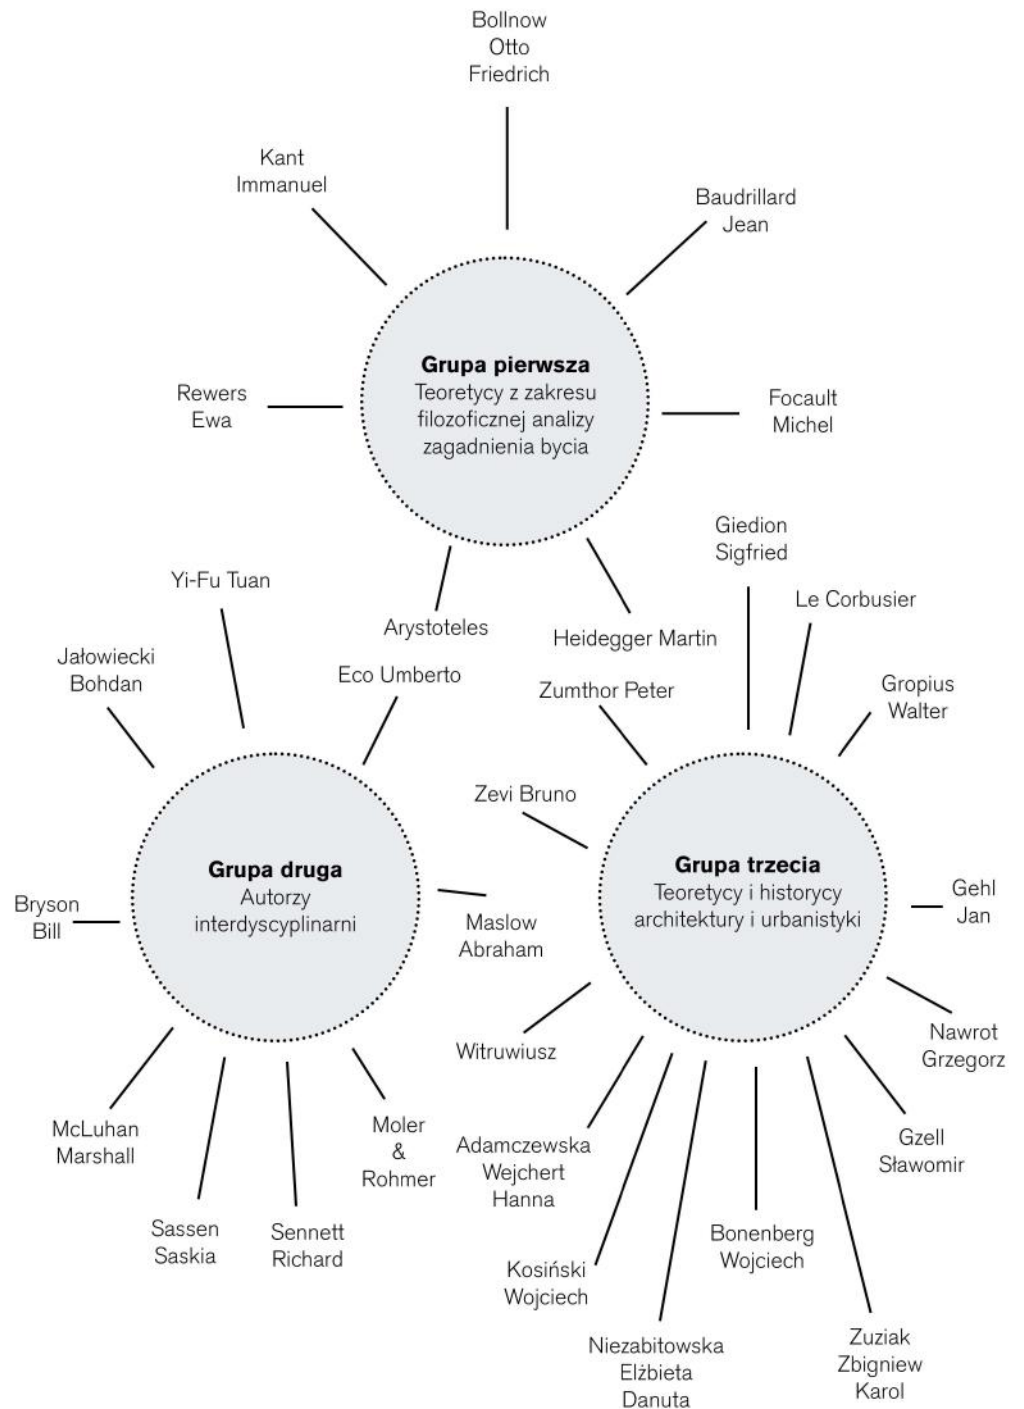 Bollnow
Otto
Friedrich
Kant
Immanuel
Baudrillard
Jean
Grupa pierwsza
Teoretycy z zakresu
filozoficznej analizy
zagadnienia bycia
Rewers
Ewa
Focault
Michel
Arystoteles
Heidegger Martin
Yi-Fu Tuan
Jałowiecki
Bohdan
Eco Umberto
Grupa druga
Autorzy
interdyscyplinarni
Bryson
Bill
Maslow
Abraham
McLuhan
Marshall
Sassen
Saskia
Sennett
Richard
Moler
&
Rohmer
Giedion
Sigfried
Le Corbusier
Zumthor Peter
Gropius
Walter
Zevi Bruno
Grupa trzecia
Teoretycy i historycy
architektury i urbanistyki
Gehl
Jan
Witruwiusz
Nawrot
Grzegorz
Adamczewska
Wejchert
Hanna
Gzell
Sławomir
Kosiński
Wojciech
Bonenberg
Wojciech
Niezabitowska
Elżbieta
Danuta
Zuziak
Zbigniew
Karol